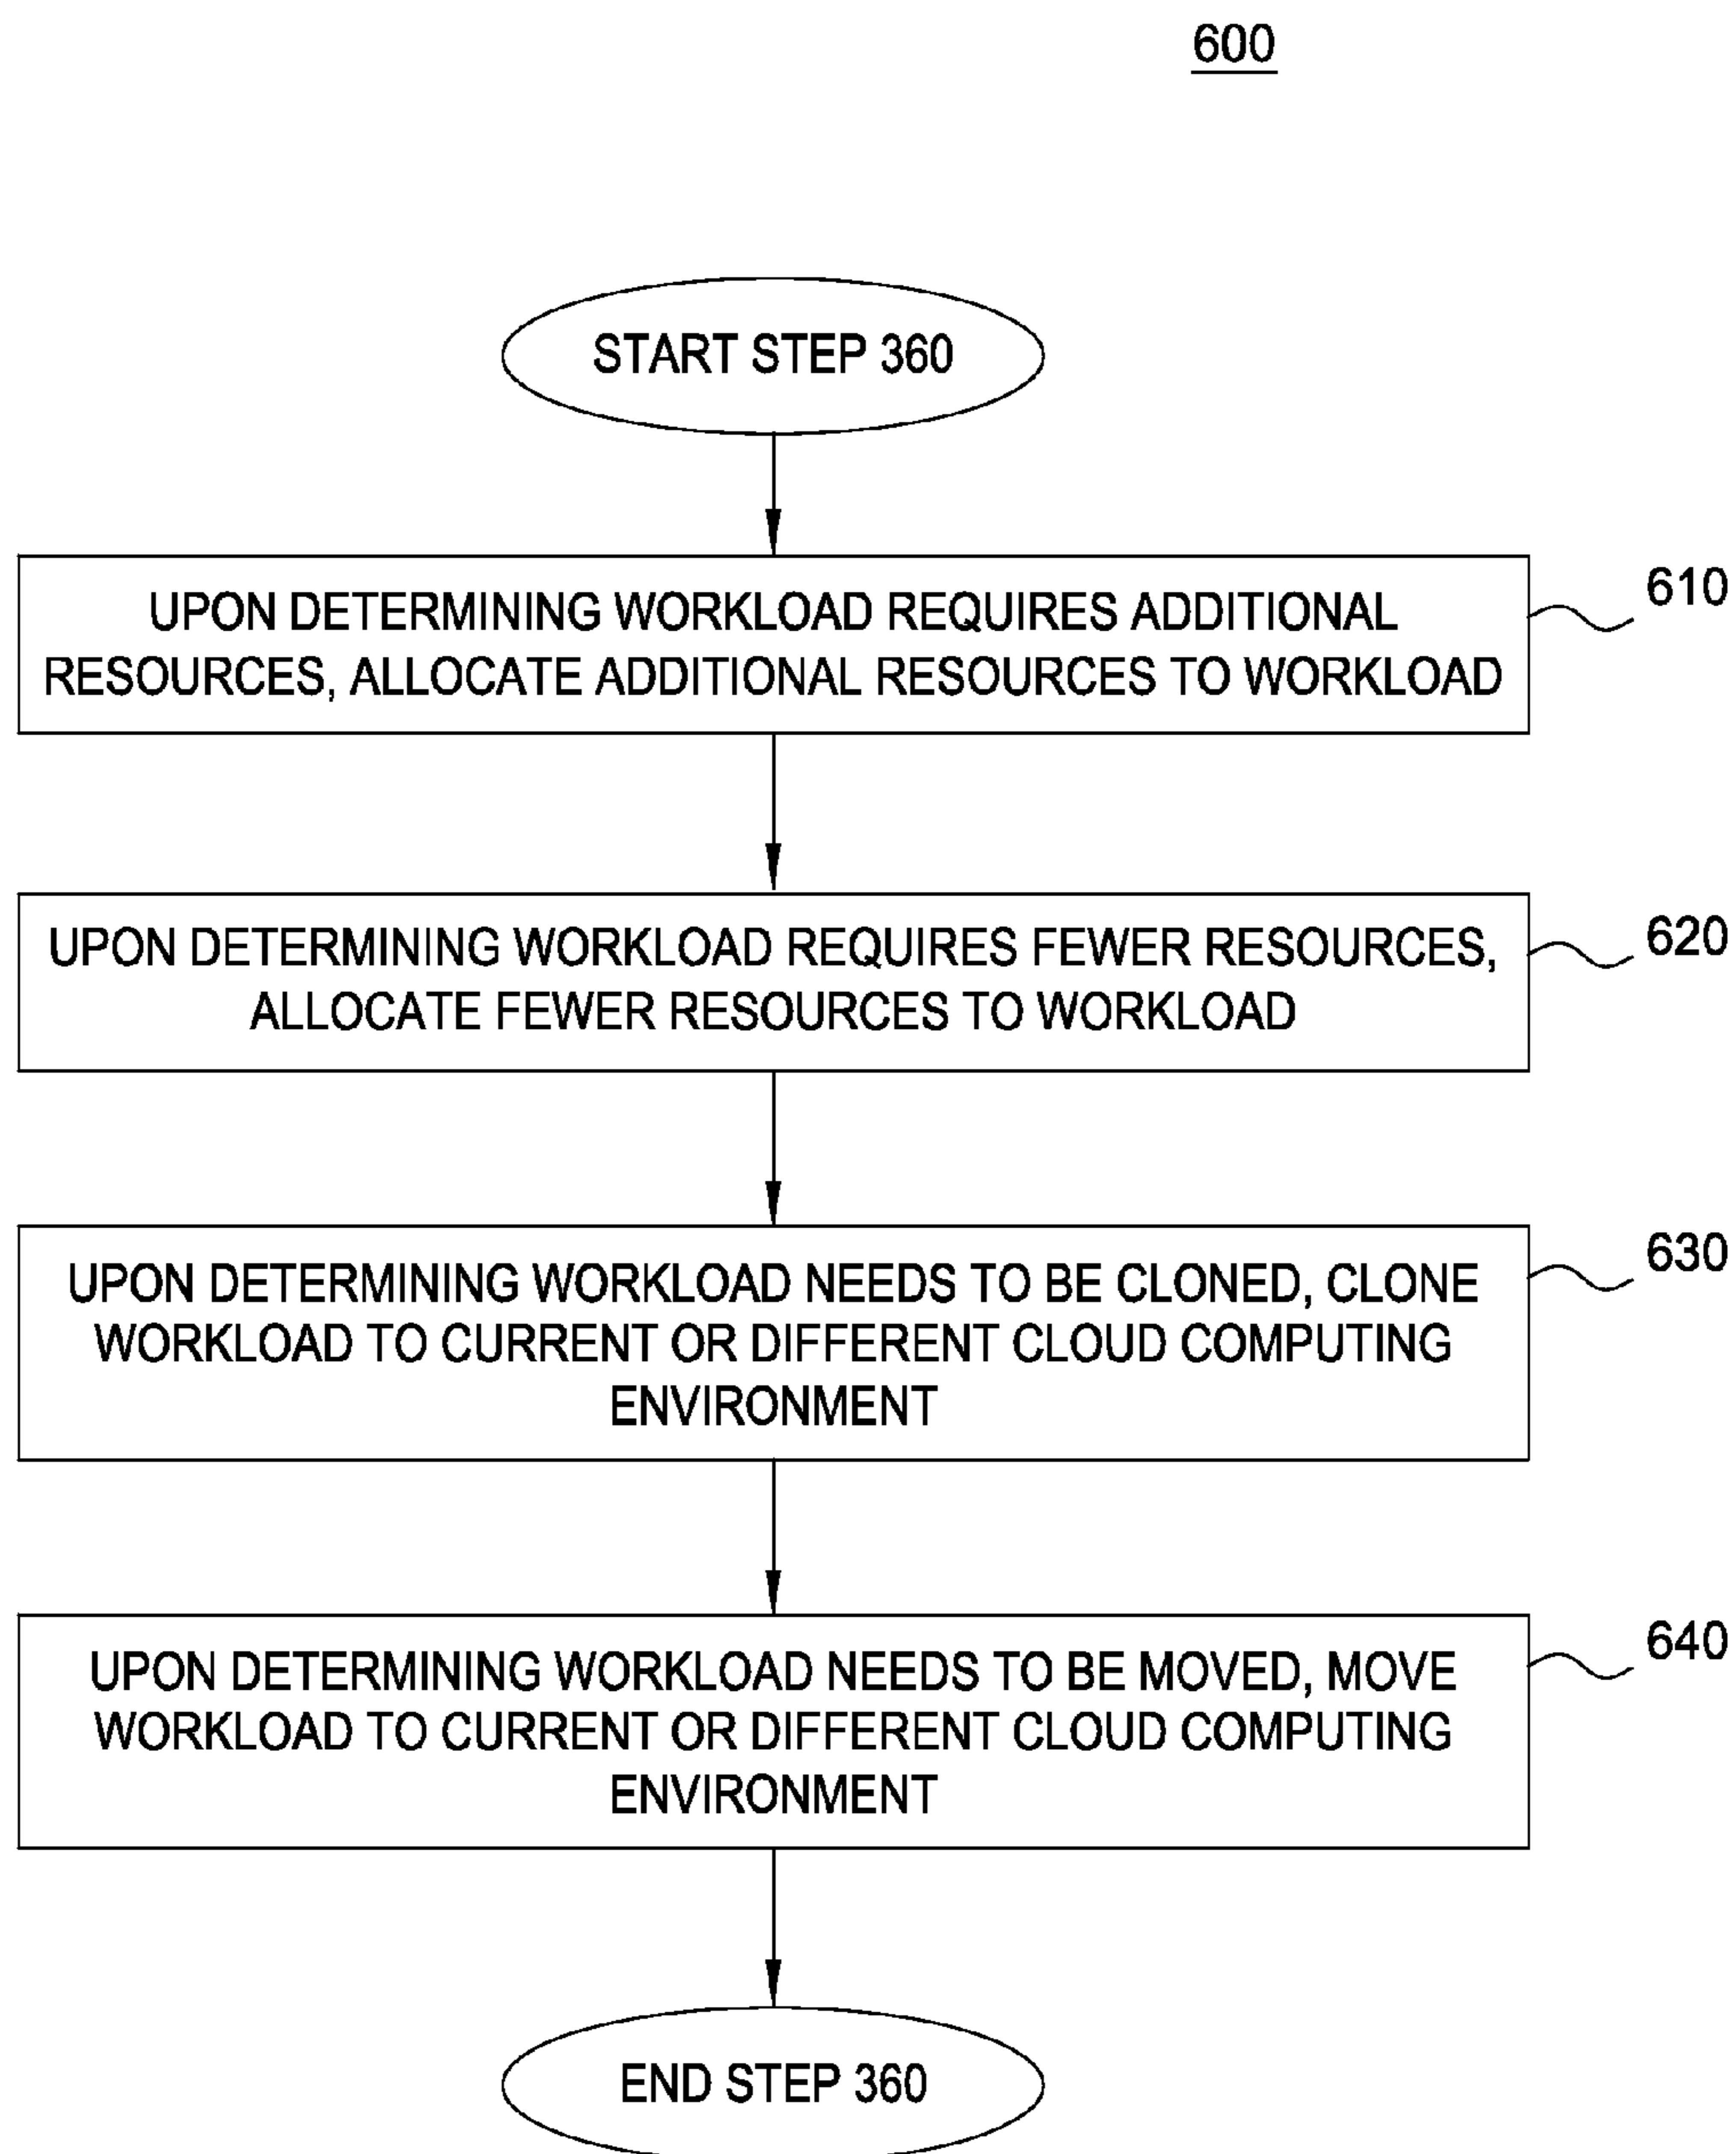 600
START STEP 360
UPON DETERMINING WORKLOAD REQUIRES ADDITIONAL
RESOURCES, ALLOCATE ADDITIONAL RESOURCES TO WORKLOAD
610
UPON DETERMINING WORKLOAD REQUIRES FEWER RESOURCES,
ALLOCATE FEWER RESOURCES TO WORKLOAD
620
UPON DETERMINING WORKLOAD NEEDS TO BE CLONED, CLONE
WORKLOAD TO CURRENT OR DIFFERENT CLOUD COMPUTING
ENVIRONMENT
630
UPON DETERMINING WORKLOAD NEEDS TO BE MOVED, MOVE
WORKLOAD TO CURRENT OR DIFFERENT CLOUD COMPUTING
ENVIRONMENT
640
END STEP 360